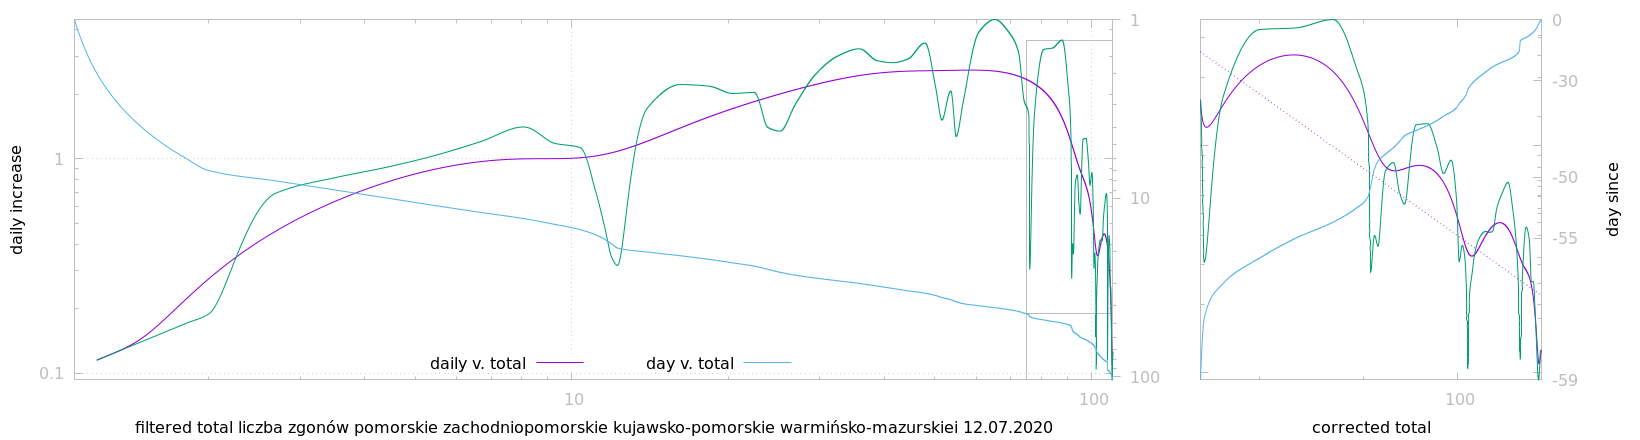 1
0
daily increase
-30
day since
1
10
-50
-55
daily v. total
day v. total
0.1
100
-59
10
100
100
filtered total liczba zgonów pomorskie zachodniopomorskie kujawsko-pomorskie warmińsko-mazurskiei 12.07.2020
corrected total